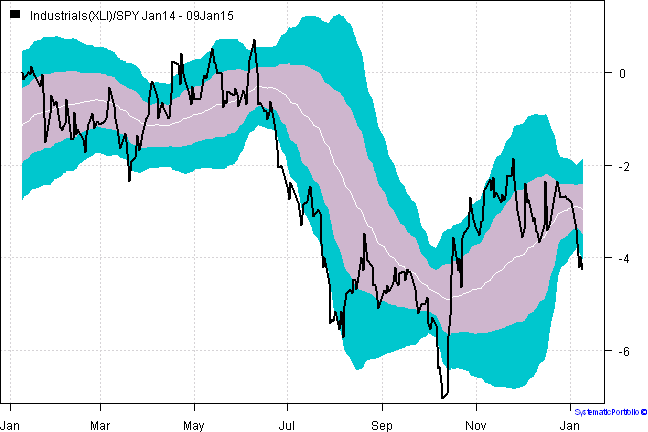 Industrials(XLI)/SPY Jan14 - 09Jan15
0
-2
-4
-6
Jan Mar May Jul Sep Nov Jan
SystematicPortfolio ©